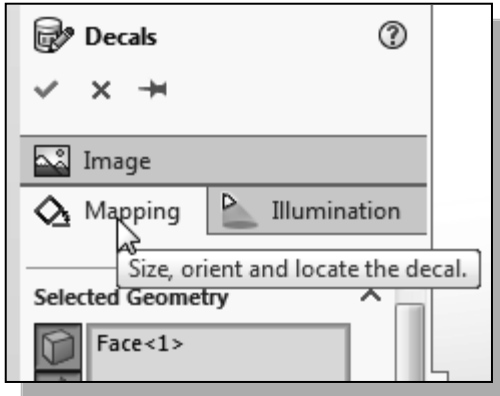 Decals
Image
Mapping
Illumination
Size, orient and locate the decal.
Selected Geometry
Face<1>